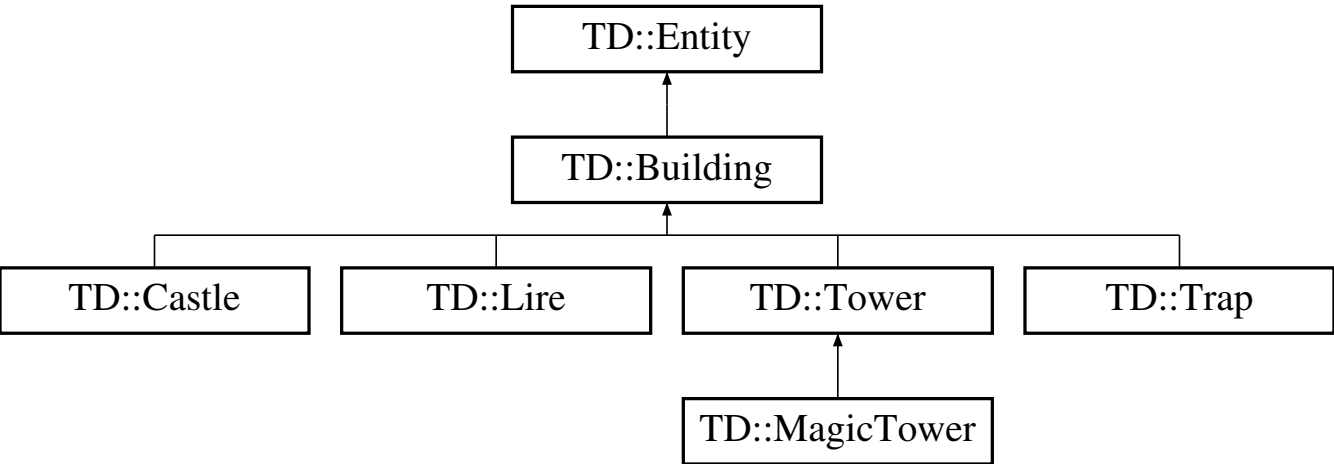 TD::Entity
TD::Building
TD::Castle
TD::Lire
TD::Tower
TD::Trap
TD::MagicTower